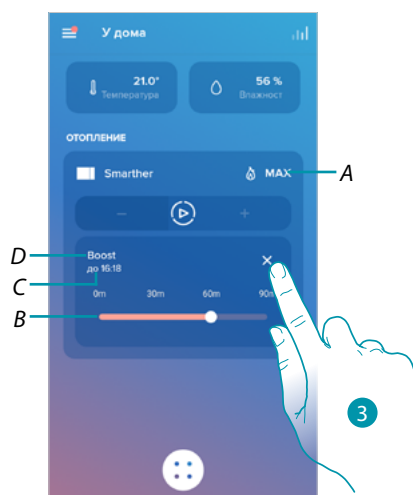 У дома
21.0°
Температура
56 %
Влажност
ОТОПЛЕНИЕ
Smarther
MAX
A
− +
D
Boost
C
до 16:18
0m 30m 60m 90m
B
3